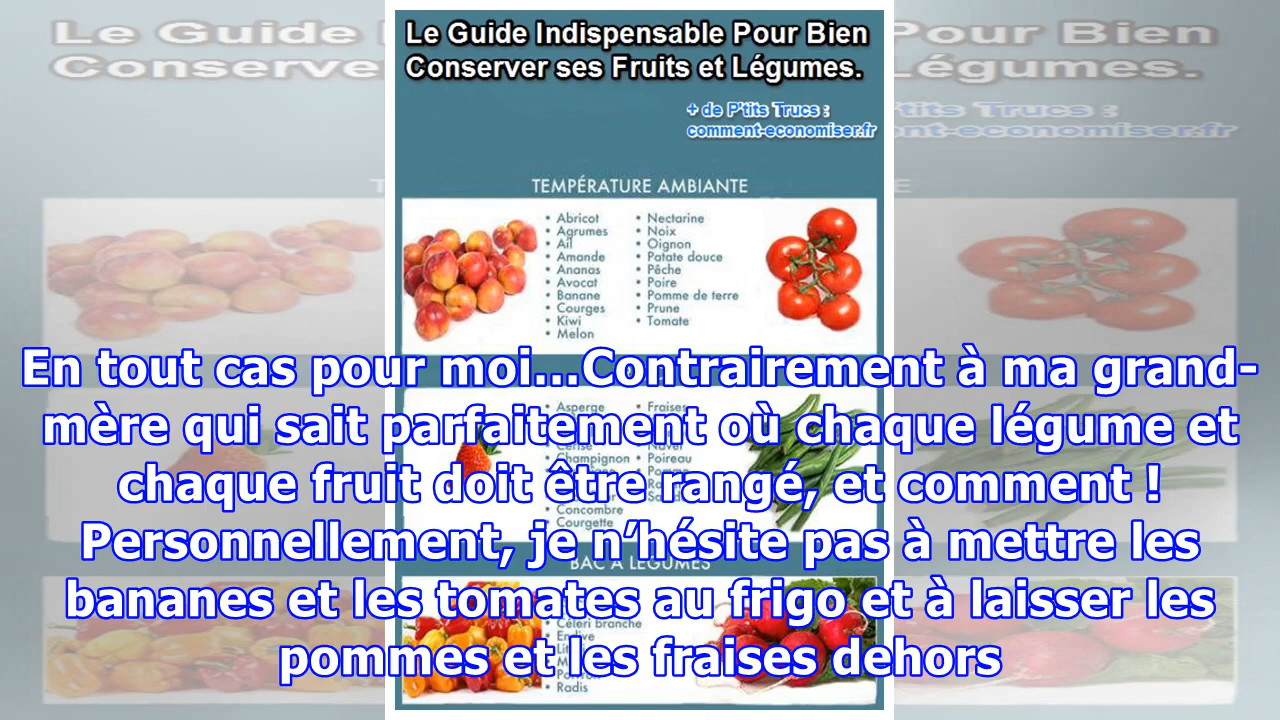 Le Guide Indispensable Pour Bien
Conserver ses Fruits et Légumes.
+ de P'tits Trucs :
comment-economiser.fr
TEMPÉRATURE AMBIANTE
• Abricot
• Agrumes
• Ail
• Amande
• Ananas
• Avocat
• Banane
• Courges
• Kiwi
• Melon
• Nectarine
• Noix
• Oignon
• Patate douce
• Pêche
• Poire
• Pomme de terre
• Prune
• Tomate
En tout cas pour moi...Contrairement à ma grand-
mère qui sait parfaitement où chaque légume et
chaque fruit doit être rangé, et comment !
Personnellement, je n’hésite pas à mettre les
bananes et les tomates au frigo et à laisser les
pommes et les fraises dehors
• Asperge
• Champignon
• Concombre
• Courgette
• Fraises
• Navet
• Poireau
BAC À LÉGUMES
• Céleri branche
• Radis